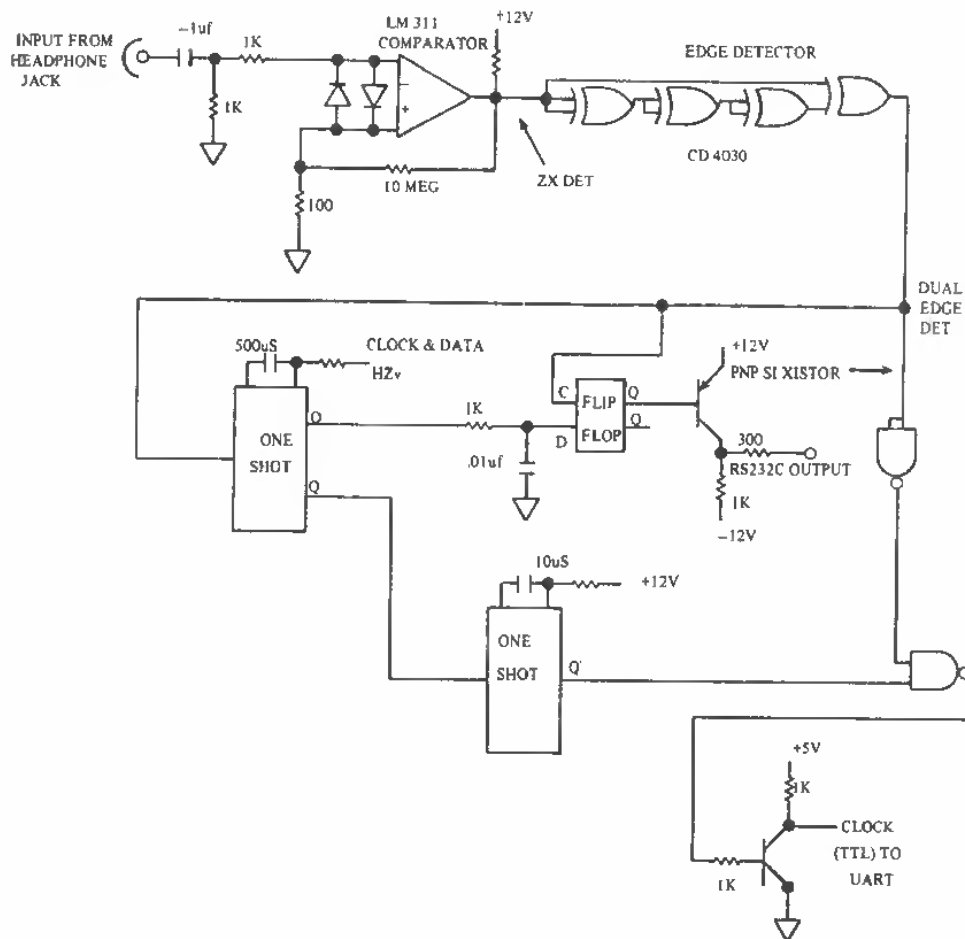 INPUT FROM
HEADPHONE
JACK
-1uf
1K
1K
LM 311
COMPARATOR
+12V
-
+
10 MEG
100
ZX DET
EDGE DETECTOR
CD 4030
DUAL
EDGE
DET
500uS
CLOCK & DATA
HZv
ONE
SHOT
Q
Q
1K
.01uf
C
D
FLIP
FLOP
Q
Q
+12V
PNP SI XISTOR
300
RS232C OUTPUT
1K
-12V
10uS
+12V
ONE
SHOT
Q'
+5V
1K
1K
CLOCK
(TTL) TO
UART